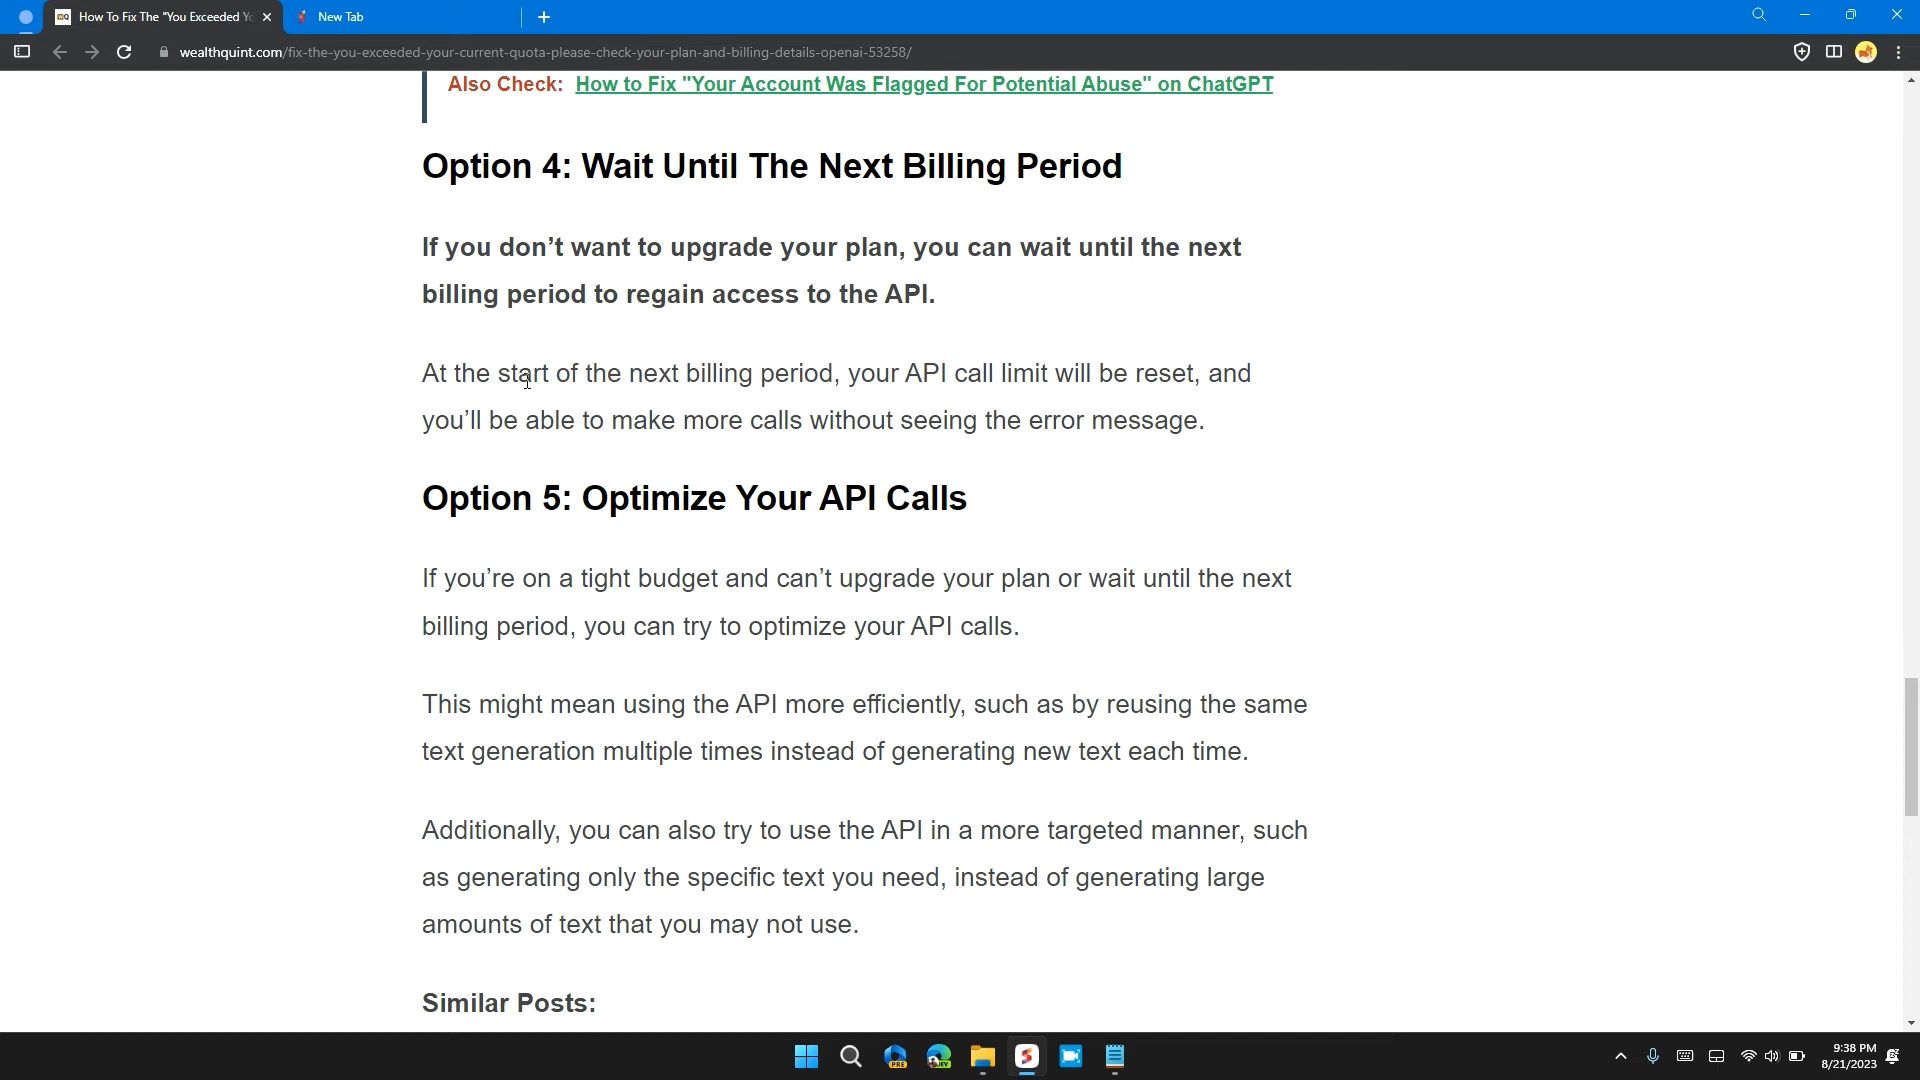 How To Fix The "You Exceeded Yo
New Tab
wealthquint.com/fix-the-you-exceeded-your-current-quota-please-check-your-plan-and-billing-details-openai-53258/
Also Check: How to Fix "Your Account Was Flagged For Potential Abuse" on ChatGPT
Option 4: Wait Until The Next Billing Period
If you don’t want to upgrade your plan, you can wait until the next
billing period to regain access to the API.
At the start of the next billing period, your API call limit will be reset, and
you’ll be able to make more calls without seeing the error message.
Option 5: Optimize Your API Calls
If you’re on a tight budget and can’t upgrade your plan or wait until the next
billing period, you can try to optimize your API calls.
This might mean using the API more efficiently, such as by reusing the same
text generation multiple times instead of generating new text each time.
Additionally, you can also try to use the API in a more targeted manner, such
as generating only the specific text you need, instead of generating large
amounts of text that you may not use.
Similar Posts:
PRE
DEV
9:38 PM
8/21/2023